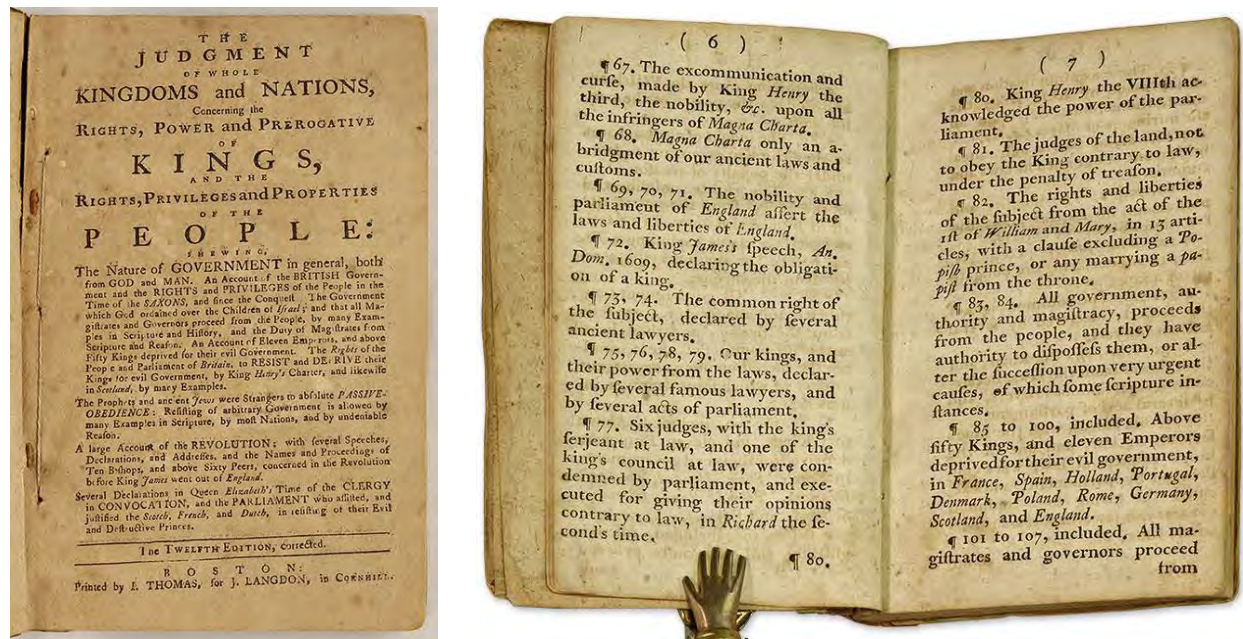 THE
JUDGMENT
OF WHOLE
KINGDOMS and NATIONS,
Concerning the
RIGHTS, POWER and PREROGATIVE
OF
KINGS,
AND THE
RIGHTS, PRIVILEGES and PROPERTIES
OF THE
PEOPLE:
SHEWING,
The Nature of GOVERNMENT in general, both
from GOD and MAN. An Account of the BRITISH Govern-
ment and the RIGHTS and PRIVILEGES of the People in the
Time of the SAXONS, and ſince the Conqueſt. The Government
which God ordained over the Children of Iſrael; and that all Ma-
giſtrates and Governors proceed from the People, by many Exam-
ples in Scripture and Hiſtory, and the Duty of Magiſtrates from
Scripture and Reaſon. An Account of Eleven Emperors, and above
Fifty Kings deprived for their evil Government. The Rights of the
People and Parliament of Britain, to RESIST and DEPRIVE their
Kings for evil Government, by King Henry's Charter, and likewiſe
in Scotland, by many Examples.
The Prophets and ancient Jews were Strangers to abſolute PASSIVE-
OBEDIENCE: Reſiſting of arbitrary Government is allowed by
many Examples in Scripture, by moſt Nations, and by undeniable
Reaſon.
A large Account of the REVOLUTION; with ſeveral Speeches,
Declarations, and Addreſſes, and the Names and Proceedings of
Ten Biſhops, and above Sixty Peers, concerned in the Revolution
before King James went out of England.
Several Declarations in Queen Elizabeth's Time of the CLERGY
in CONVOCATION, and the PARLIAMENT who aſſiſted, and
juſtified the Scotch, French, and Dutch, in reſiſting of their Evil
and Deſtructive Princes.
The TWELFTH EDITION, corrected.
BOSTON:
Printed by I. THOMAS, for J. LANGDON, in CORNHILL.
( 6 )
¶ 67. The excommunication and
curſe, made by King Henry the
third, the nobility, &c. upon all
the infringers of Magna Charta.
¶ 68. Magna Charta only an a-
bridgment of our ancient laws and
cuſtoms.
¶ 69, 70, 71. The nobility and
parliament of England aſſert the
laws and liberties of England.
¶ 72. King James's ſpeech, An.
Dom. 1609, declaring the obligati-
on of a king.
¶ 73, 74. The common right of
the ſubject, declared by ſeveral
ancient lawyers.
¶ 75, 76, 78, 79. Our kings, and
their power from the laws, declar-
ed by ſeveral famous lawyers, and
by ſeveral acts of parliament.
¶ 77. Six judges, with the king's
ſerjeant at law, and one of the
king's council at law, were con-
demned by parliament, and exe-
cuted for giving their opinions
contrary to law, in Richard the ſe-
cond's time.
¶ 80.
( 7 )
¶ 80. King Henry the VIIIth ac-
knowledged the power of the par-
liament.
¶ 81. The judges of the land, not
to obey the King contrary to law,
under the penalty of treaſon.
¶ 82. The rights and liberties
of the ſubject from the act of the
1ſt of William and Mary, in 13 arti-
cles, with a clauſe excluding a Po-
piſh prince, or any marrying a pa-
piſt from the throne.
¶ 83, 84. All government, au-
thority and magiſtracy, proceeds
from the people, and they have
authority to diſpoſſeſs them, or al-
ter the ſucceſſion upon very urgent
cauſes, of which ſome ſcripture in-
ſtances.
¶ 85 to 100, included. Above
fifty Kings, and eleven Emperors
deprived for their evil government,
in France, Spain, Holland, Portugal,
Denmark, Poland, Rome, Germany,
Scotland, and England.
¶ 101 to 107, included. All ma-
giſtrates and governors proceed
from